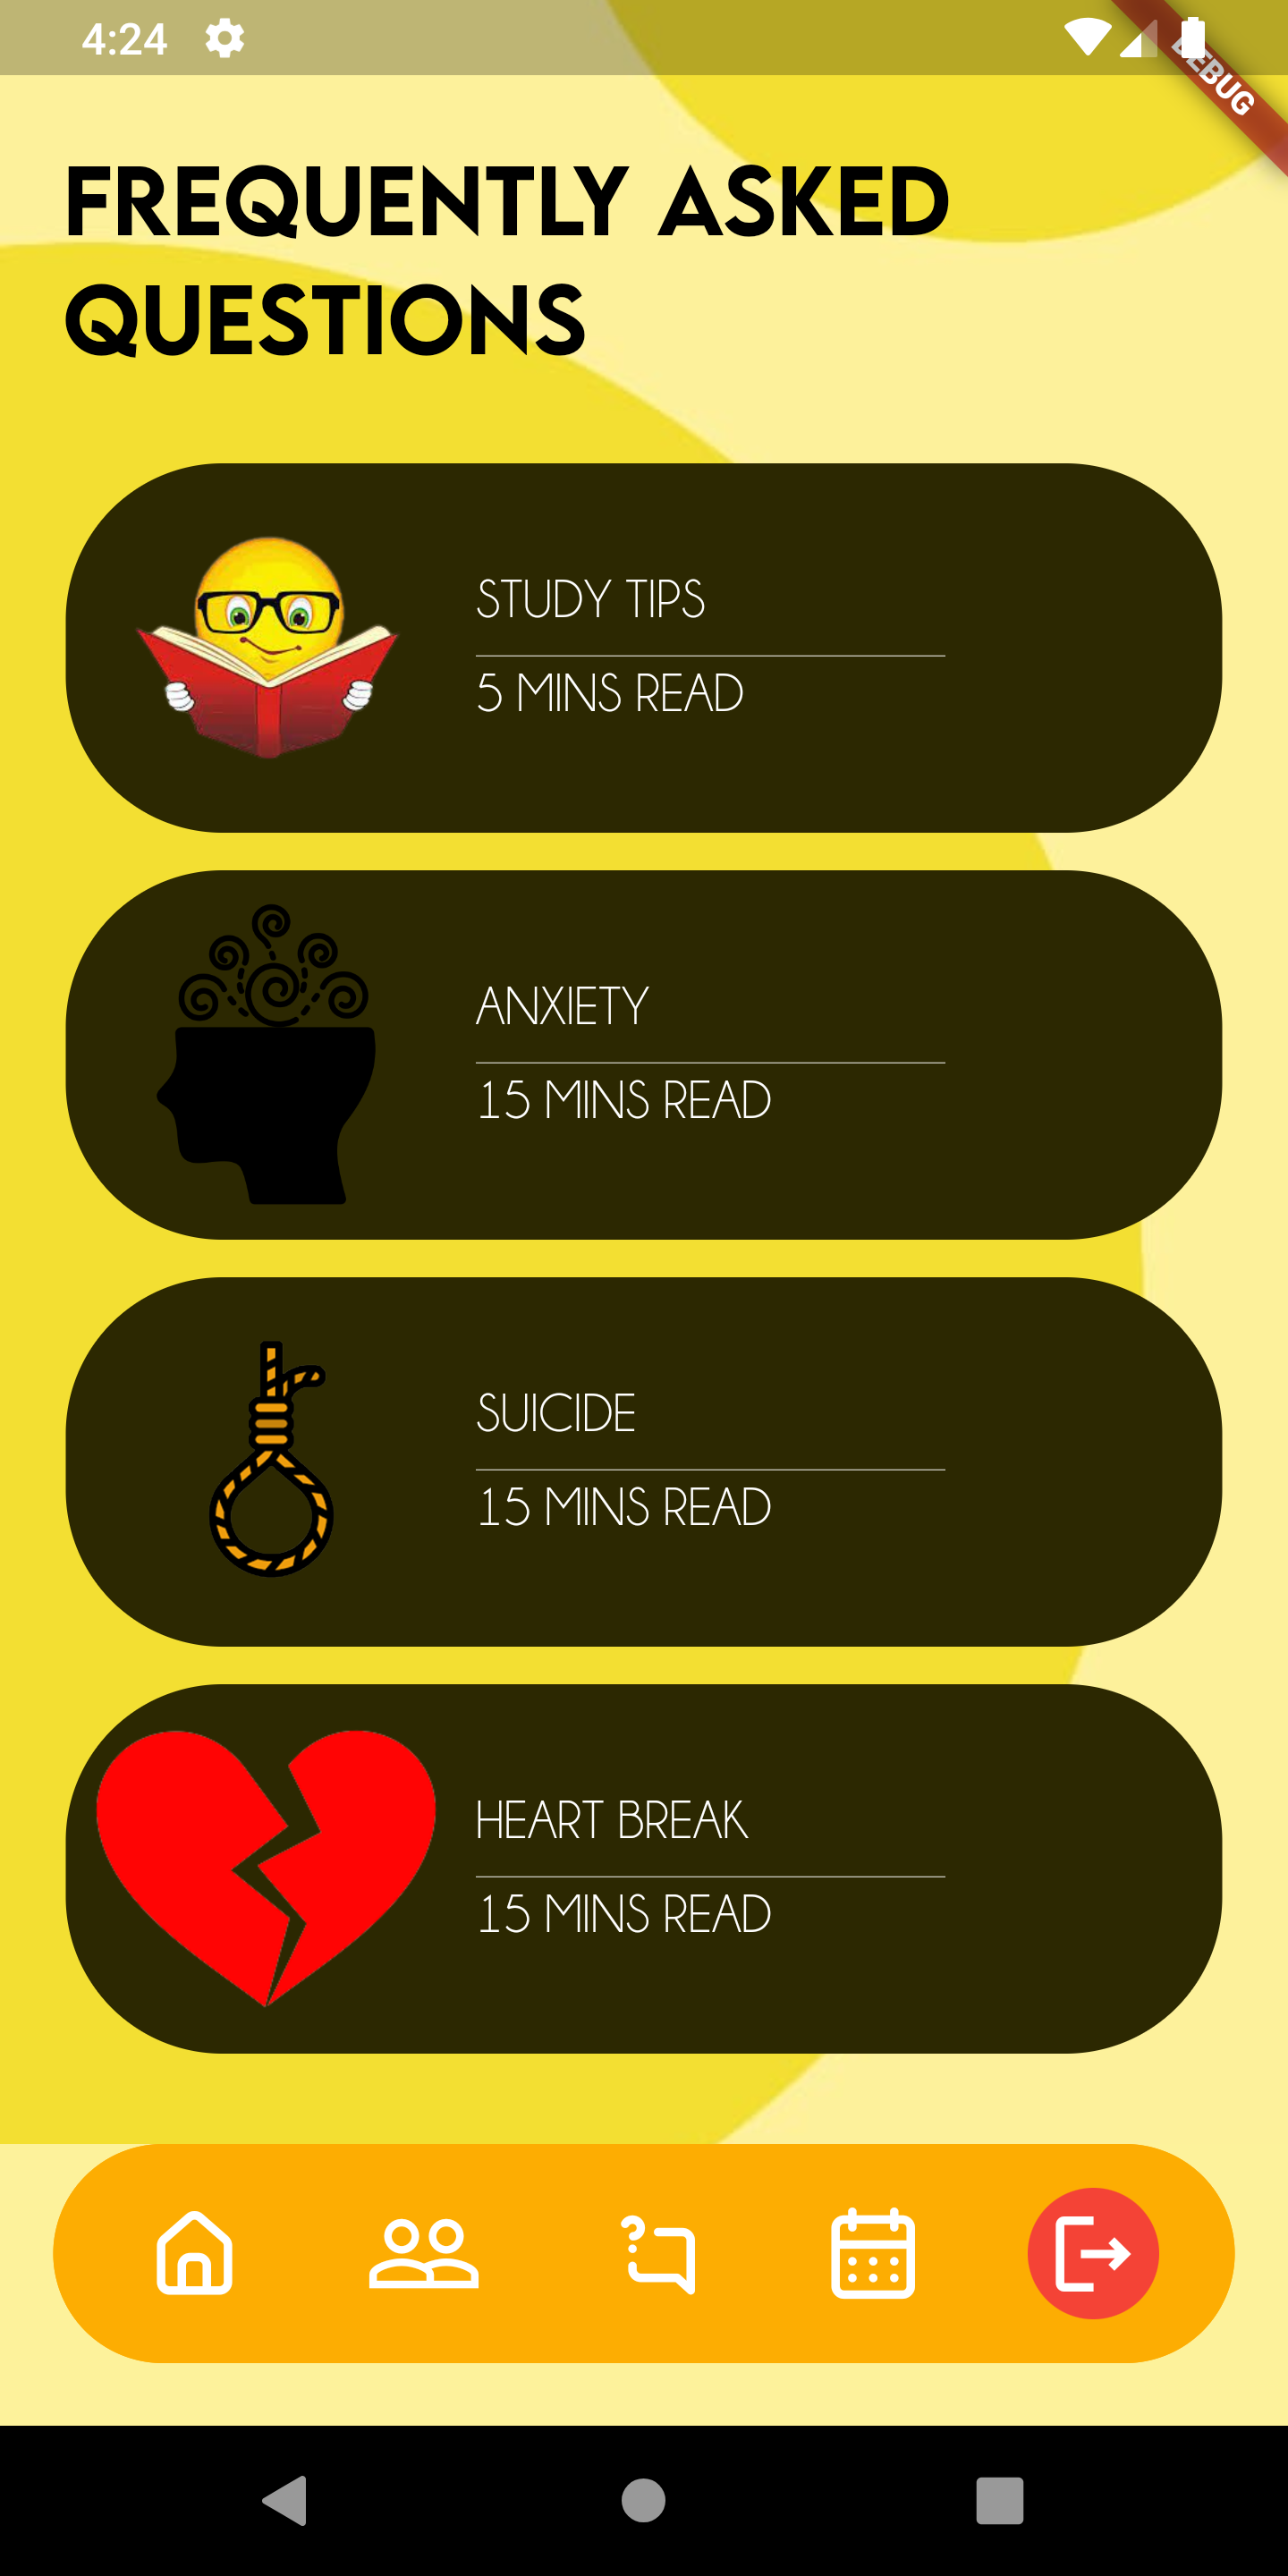 4:24
DEBUG
FREQUENTLY ASKED
QUESTIONS
STUDY TIPS
5 MINS READ
ANXIETY
15 MINS READ
SUICIDE
15 MINS READ
HEART BREAK
15 MINS READ